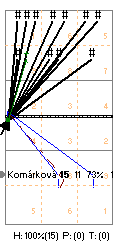 # # # # #
# # #
Komárková 45 11 73% 1
H: 100%(15) P: (0) T: (0)